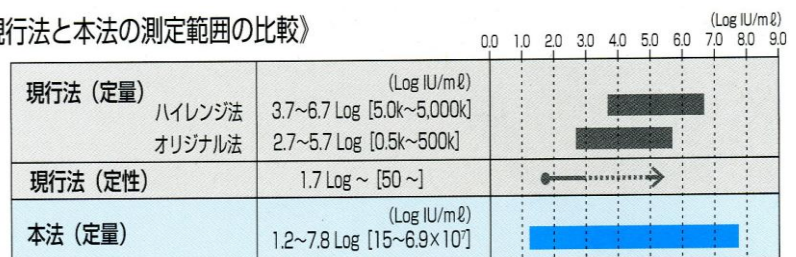 現行法と本法の測定範囲の比較》
(Log IU/mℓ)
0.0 1.0 2.0 3.0 4.0 5.0 6.0 7.0 8.0 9.0
現行法（定量）
(Log IU/mℓ)
ハイレンジ法 3.7~6.7 Log [5.0k~5,000k]
オリジナル法 2.7~5.7 Log [0.5k~500k]
現行法（定性） 1.7 Log ~ [50 ~]
(Log IU/mℓ)
本法（定量） 1.2~7.8 Log [15~6.9×10⁷]